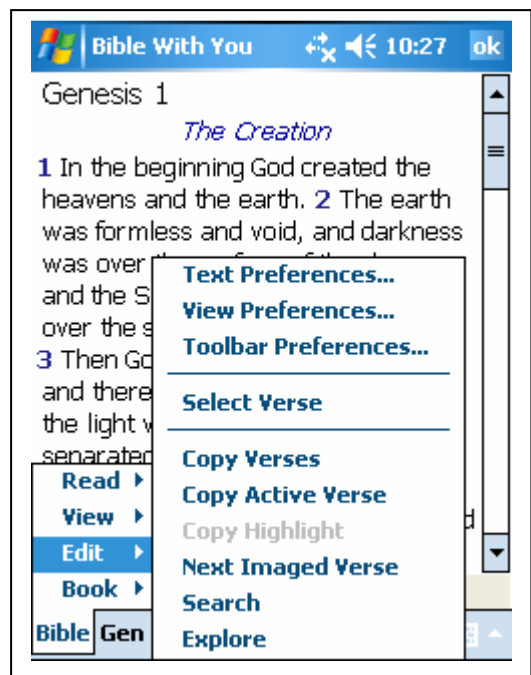 Bible With You 10:27 ok
Genesis 1
The Creation
1 In the beginning God created the
heavens and the earth. 2 The earth
was formless and void, and darkness
was over
and the S
over the s
3 Then Go
and there
the light w
separated
Text Preferences...
View Preferences...
Toolbar Preferences...
Select Verse
Copy Verses
Copy Active Verse
Copy Highlight
Next Imaged Verse
Search
Explore
Read
View
Edit
Book
Bible Gen